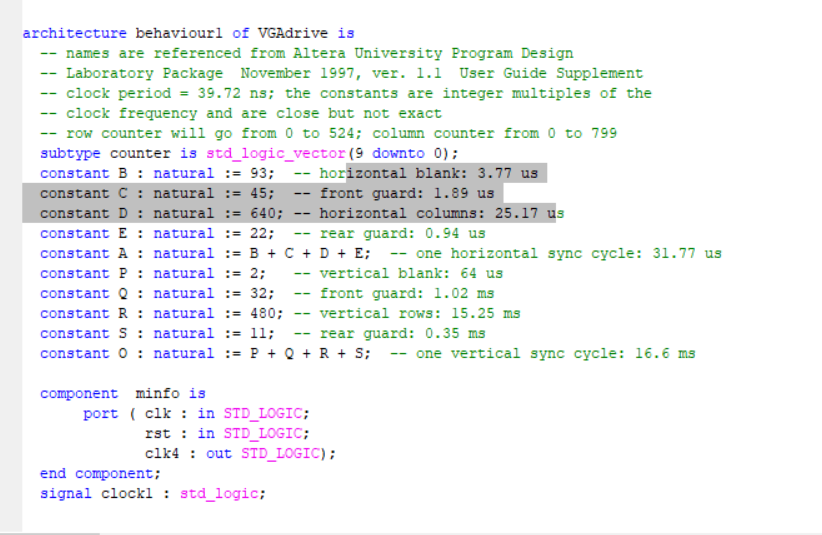 architecture behaviour1 of VGAdrive is
-- names are referenced from Altera University Program Design
-- Laboratory Package  November 1997, ver. 1.1  User Guide Supplement
-- clock period = 39.72 ns; the constants are integer multiples of the
-- clock frequency and are close but not exact
-- row counter will go from 0 to 524; column counter from 0 to 799
subtype counter is std_logic_vector(9 downto 0);
constant B : natural := 93;  -- horizontal blank: 3.77 us
constant C : natural := 45;  -- front guard: 1.89 us
constant D : natural := 640; -- horizontal columns: 25.17 us
constant E : natural := 22;  -- rear guard: 0.94 us
constant A : natural := B + C + D + E;  -- one horizontal sync cycle: 31.77 us
constant P : natural := 2;   -- vertical blank: 64 us
constant Q : natural := 32;  -- front guard: 1.02 ms
constant R : natural := 480; -- vertical rows: 15.25 ms
constant S : natural := 11;  -- rear guard: 0.35 ms
constant O : natural := P + Q + R + S;  -- one vertical sync cycle: 16.6 ms
component  minfo is
port ( clk : in STD_LOGIC;
rst : in STD_LOGIC;
clk4 : out STD_LOGIC);
end component;
signal clock1 : std_logic;